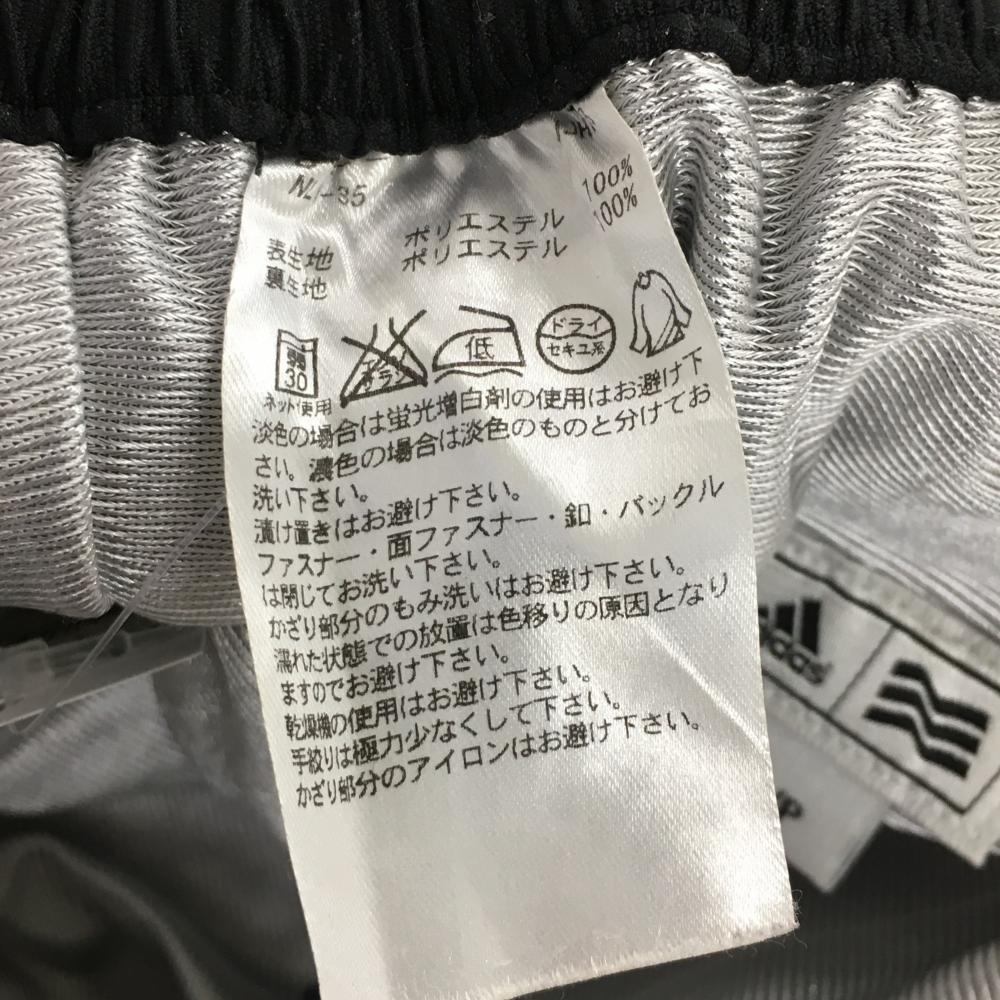 表生地 ポリエステル 100%
裏生地 ポリエステル 100%
弱
30
ネット使用
低
ドライ
セキユ系
淡色の場合は蛍光増白剤の使用はお避け下
さい。濃色の場合は淡色のものと分けてお
洗い下さい。
漬け置きはお避け下さい。
ファスナー・面ファスナー・釦・バックル
は閉じてお洗い下さい。
かざり部分のもみ洗いはお避け下さい。
濡れた状態での放置は色移りの原因となり
ますのでお避け下さい。
乾燥機の使用はお避け下さい。
手絞りは極力少なくして下さい。
かざり部分のアイロンはお避け下さい。